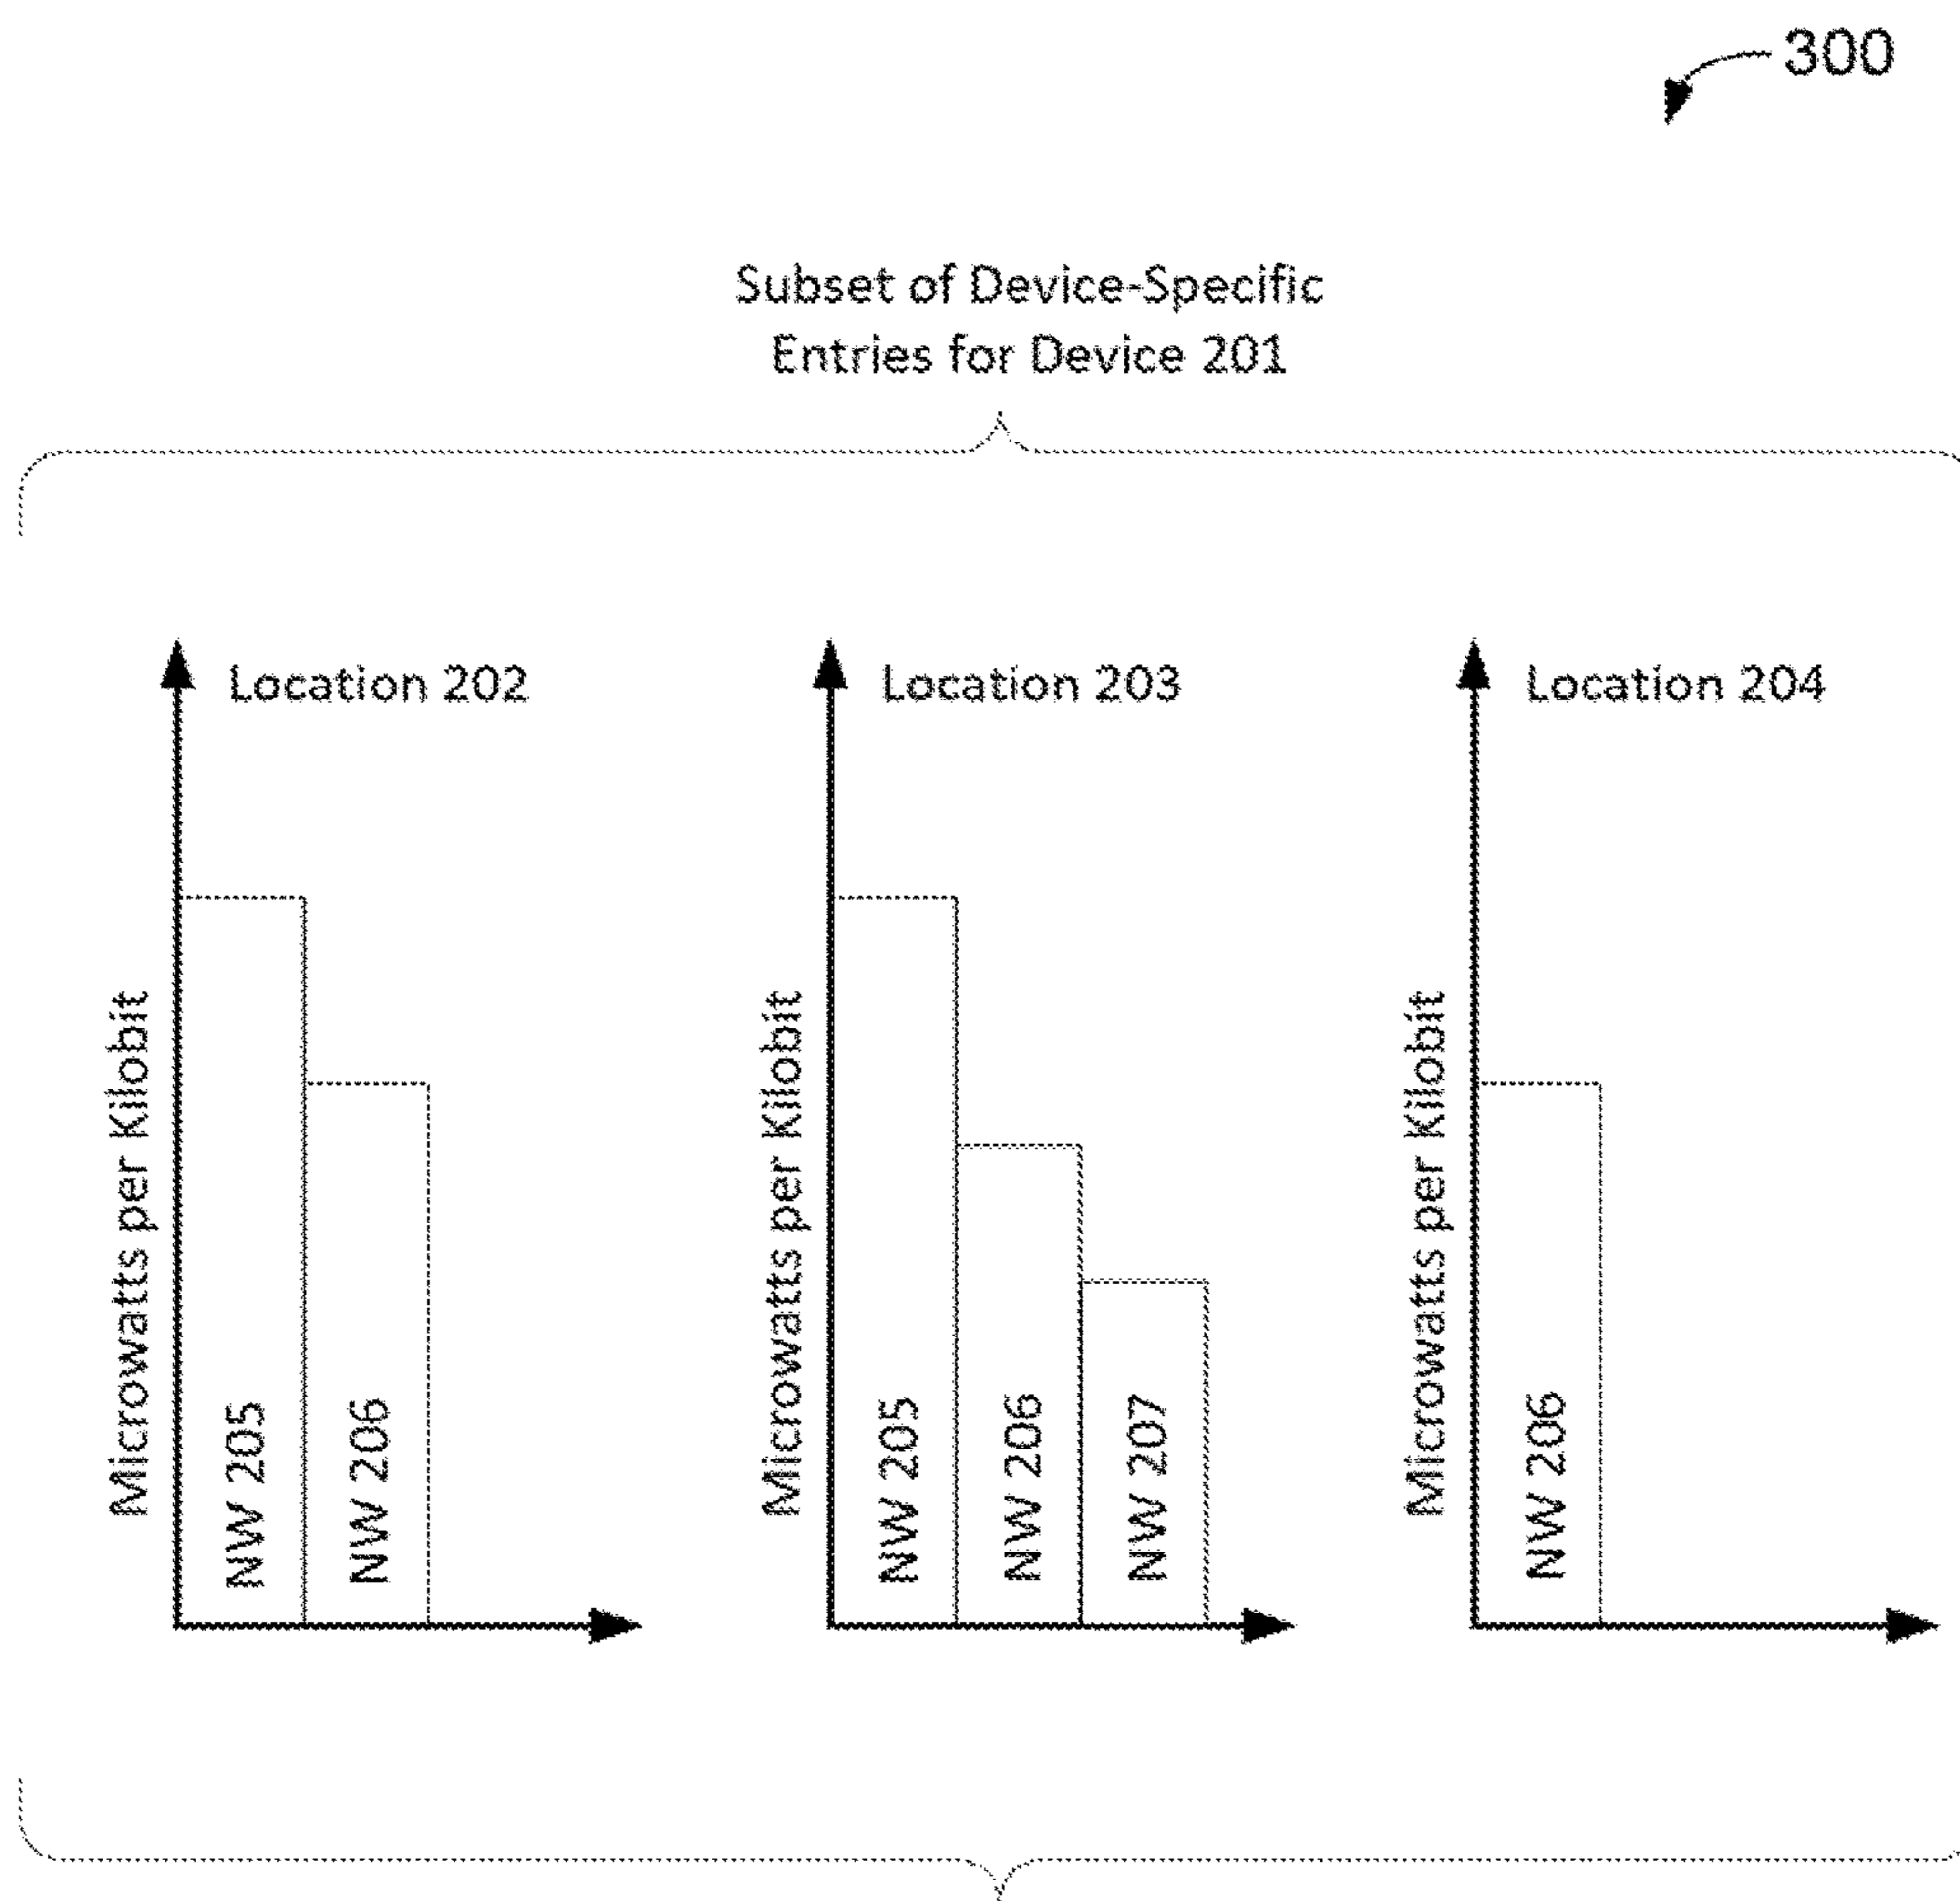 300
Subset of Device-Specific
Entries for Device 201
Location 202
Microwatts per Kilobit
NW 205
NW 206
Location 203
Microwatts per Kilobit
NW 205
NW 206
NW 207
Location 204
Microwatts per Kilobit
NW 206